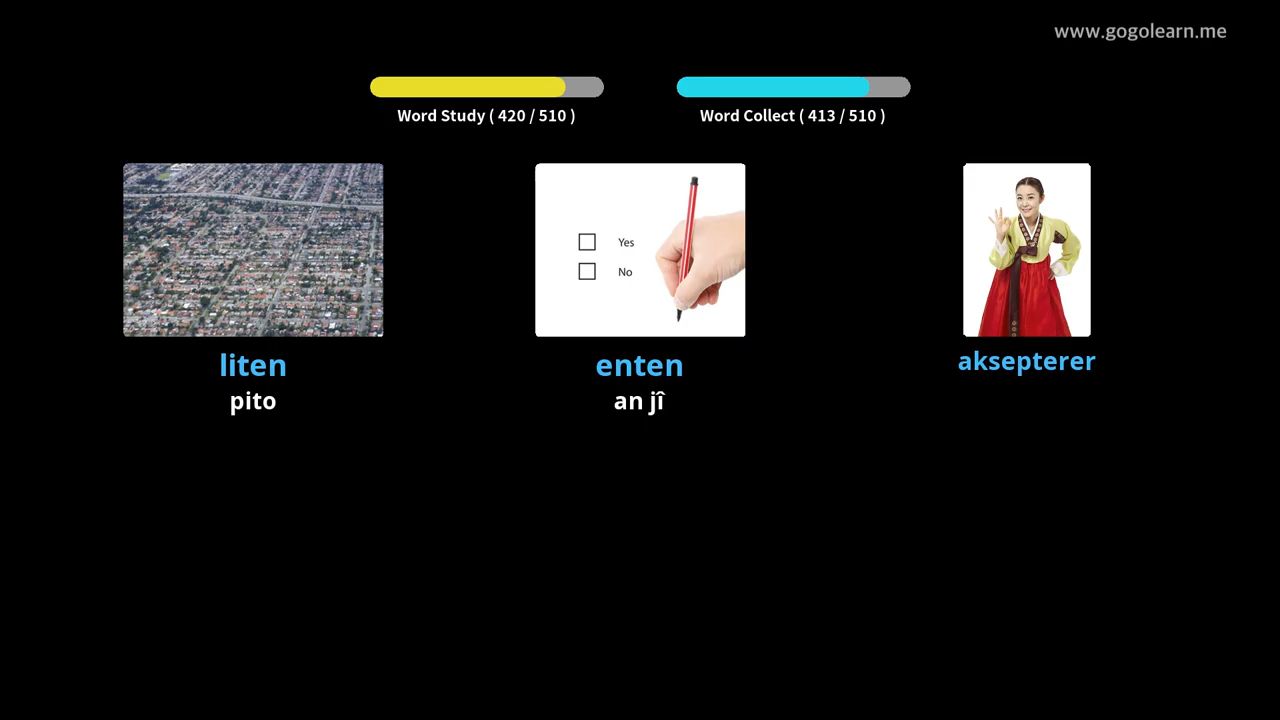 www.gogolearn.me
Word Study ( 420 / 510 )
Word Collect ( 413 / 510 )
Yes
No
liten
enten
aksepterer
pito
an jî